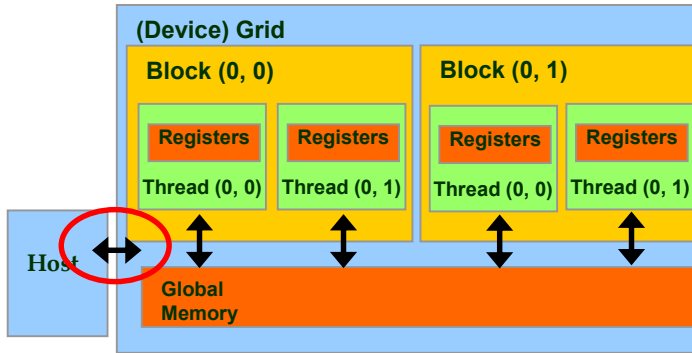 (Device) Grid
Block (0, 0)
Block (0, 1)
Registers
Registers
Registers
Registers
Thread (0, 0)
Thread (0, 1)
Thread (0, 0)
Thread (0, 1)
Host
Global
Memory